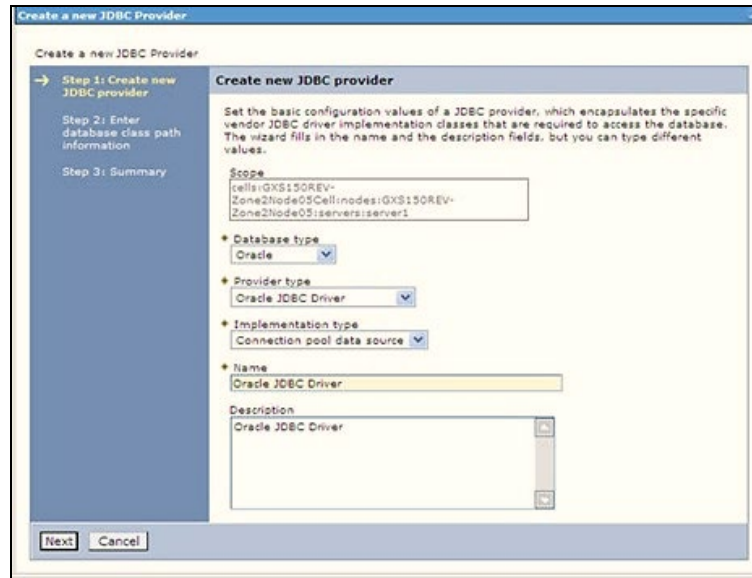 Create a new JDBC Provider
Create a new JDBC Provider
Step 1: Create new
JDBC provider
Step 2: Enter
database class path
information
Step 3: Summary
Create new JDBC provider
Set the basic configuration values of a JDBC provider, which encapsulates the specific
vendor JDBC driver implementation classes that are required to access the database.
The wizard fills in the name and the description fields, but you can type different
values.
Scope
cells:GXS150REV-
Zone2Node05Cell:nodes:GXS150REV-
Zone2Node05:servers:server1
Database type
Oracle
Provider type
Oracle JDBC Driver
Implementation type
Connection pool data source
Name
Oracle JDBC Driver
Description
Oracle JDBC Driver
Next
Cancel